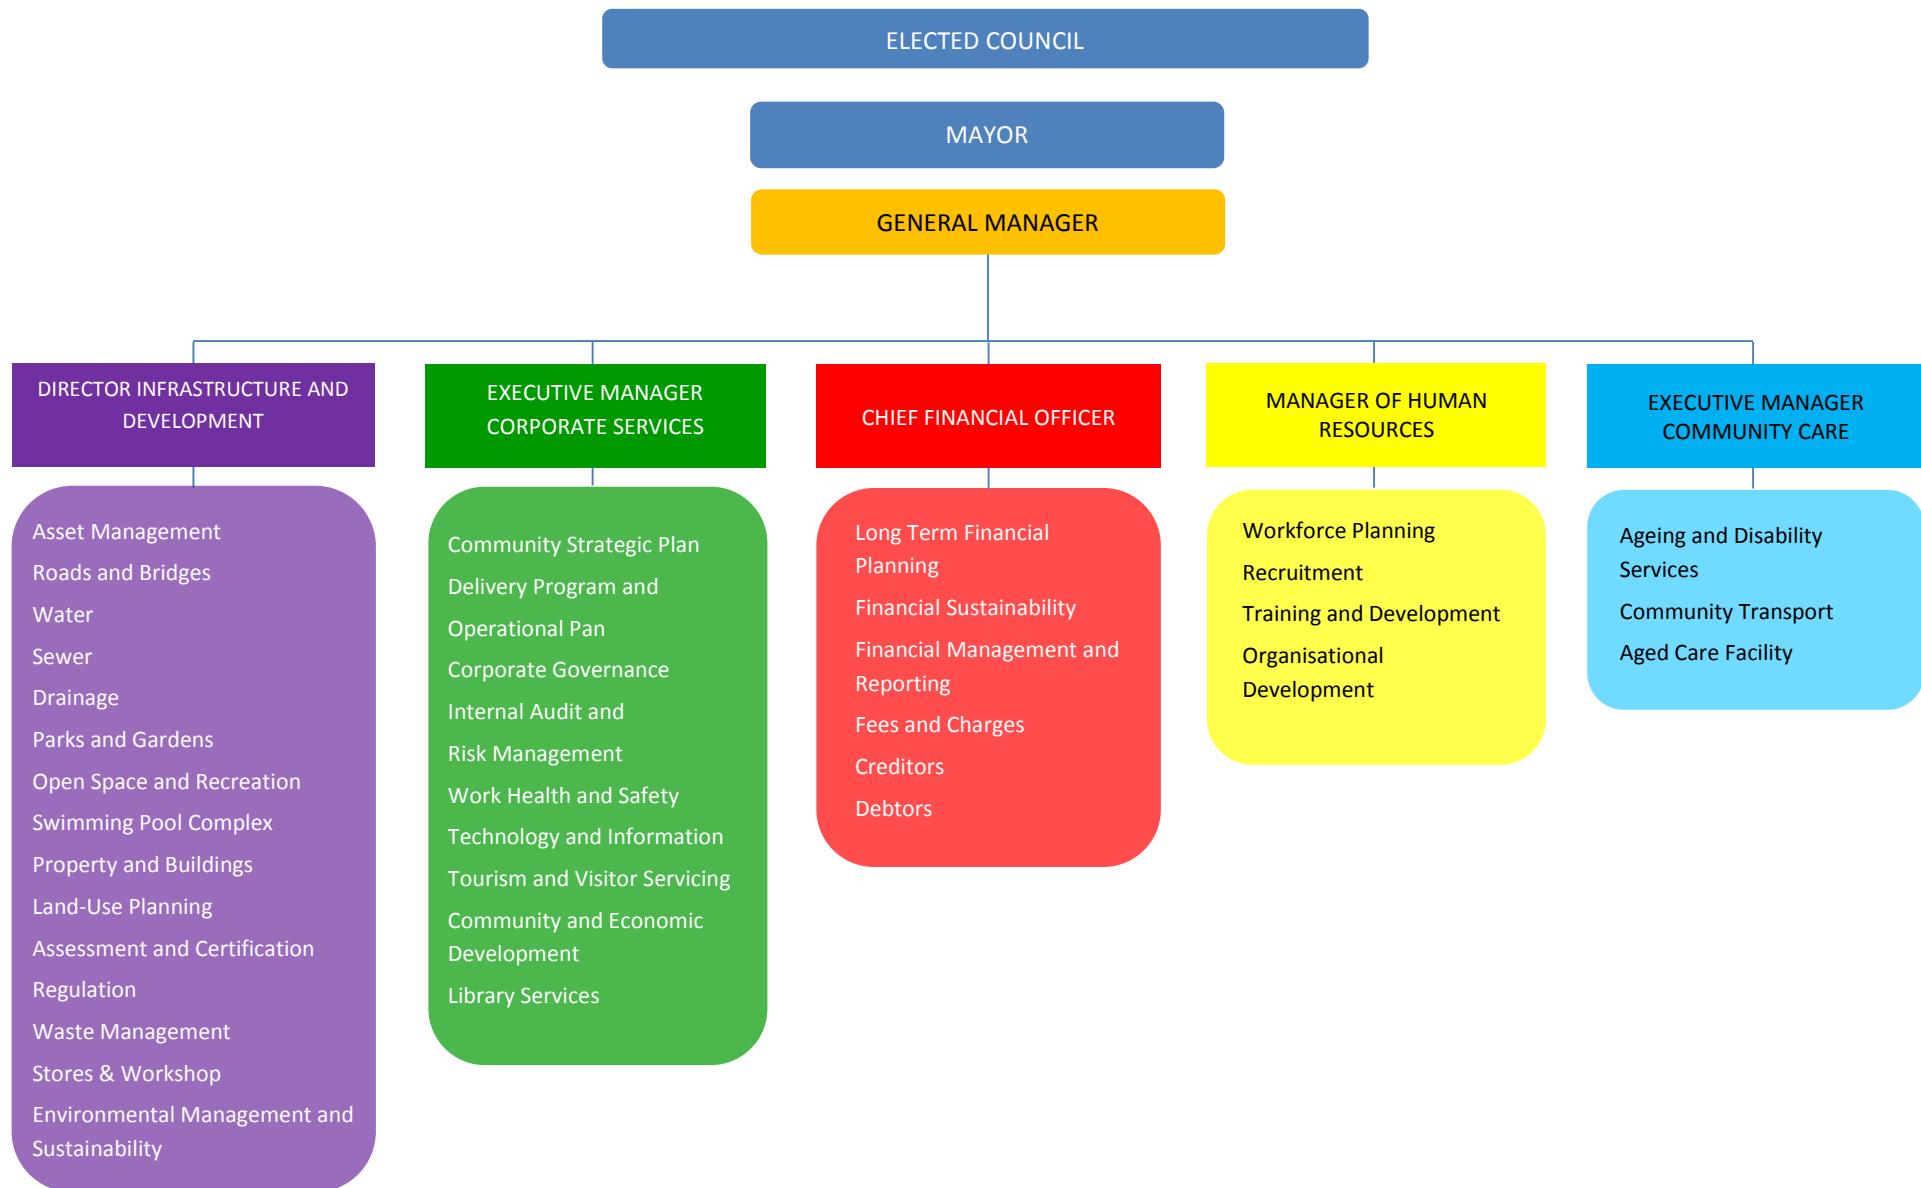 ELECTED COUNCIL
MAYOR
GENERAL MANAGER
DIRECTOR INFRASTRUCTURE AND
DEVELOPMENT
Asset Management
Roads and Bridges
Water
Sewer
Drainage
Parks and Gardens
Open Space and Recreation
Swimming Pool Complex
Property and Buildings
Land-Use Planning
Assessment and Certification
Regulation
Waste Management
Stores & Workshop
Environmental Management and
Sustainability
EXECUTIVE MANAGER
CORPORATE SERVICES
Community Strategic Plan
Delivery Program and
Operational Pan
Corporate Governance
Internal Audit and
Risk Management
Work Health and Safety
Technology and Information
Tourism and Visitor Servicing
Community and Economic
Development
Library Services
CHIEF FINANCIAL OFFICER
Long Term Financial
Planning
Financial Sustainability
Financial Management and
Reporting
Fees and Charges
Creditors
Debtors
MANAGER OF HUMAN
RESOURCES
Workforce Planning
Recruitment
Training and Development
Organisational
Development
EXECUTIVE MANAGER
COMMUNITY CARE
Ageing and Disability
Services
Community Transport
Aged Care Facility